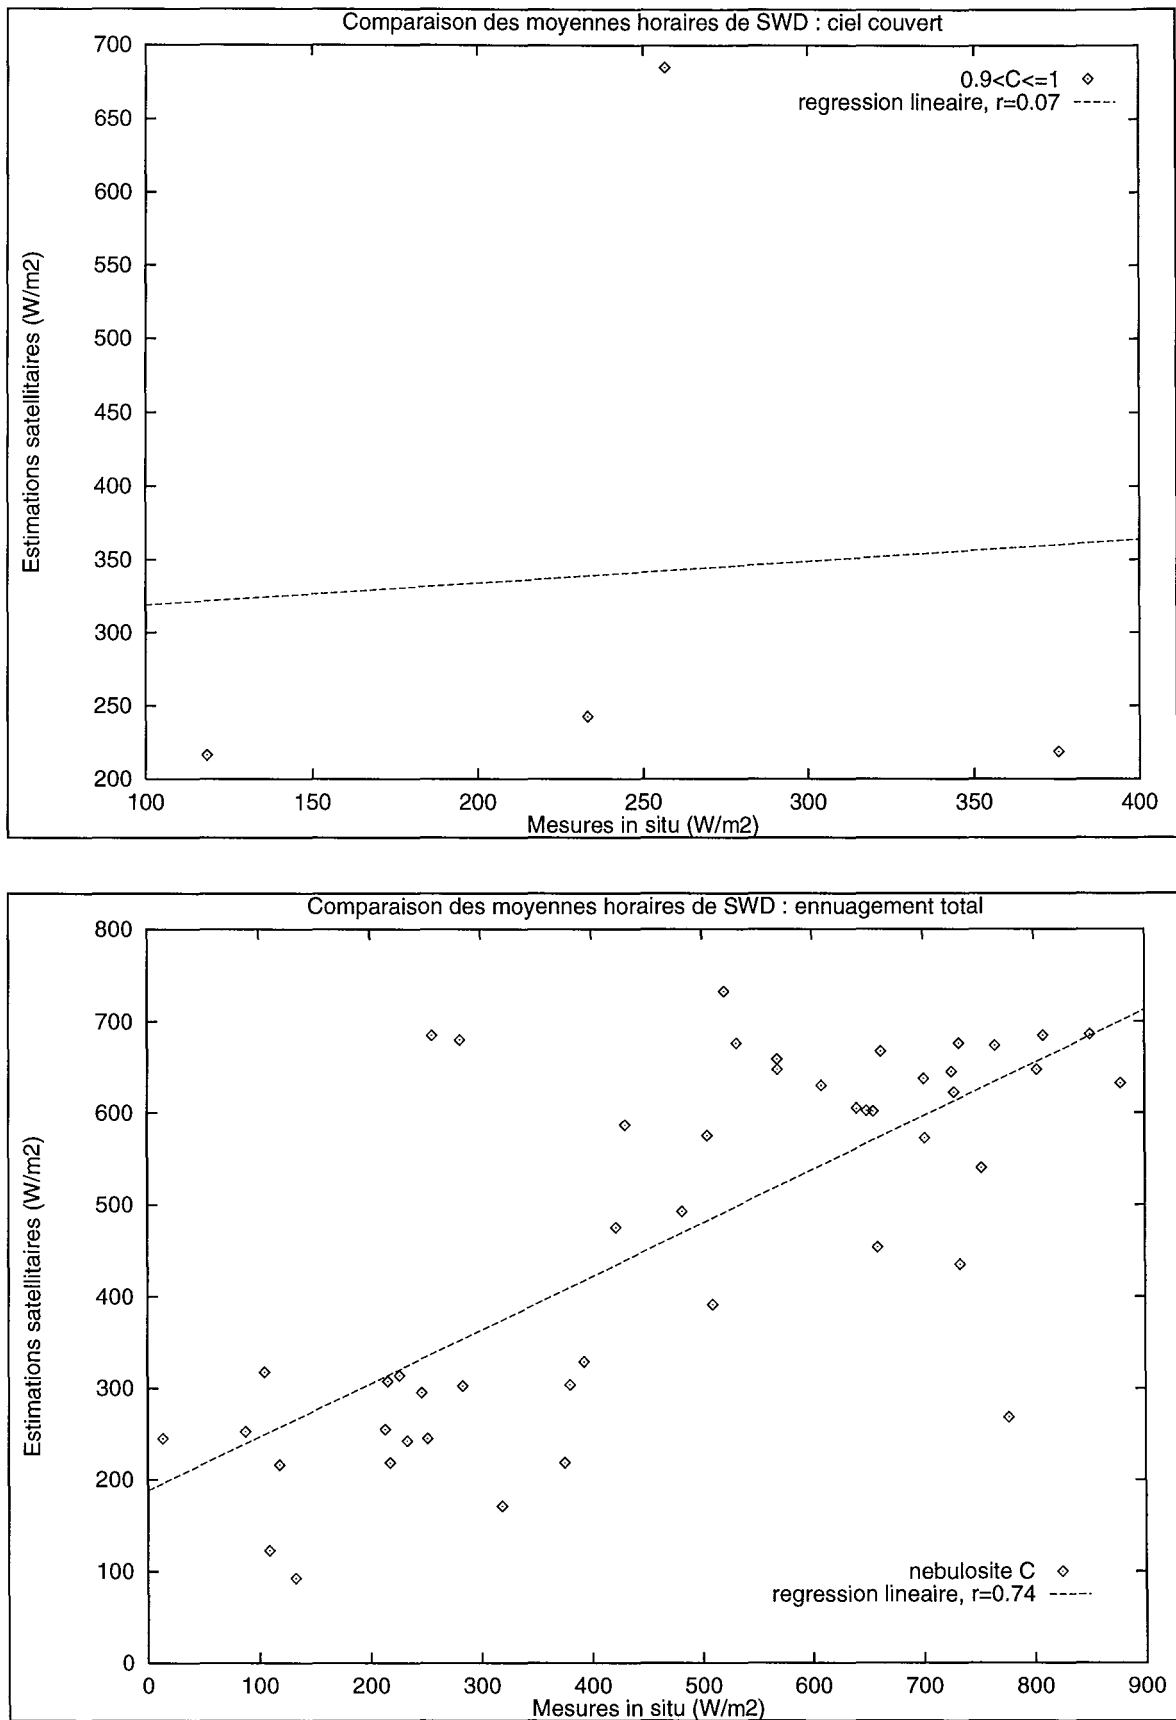 Comparaison des moyennes horaires de SWD : ciel couvert
700
650
600
550
500
450
400
350
300
250
200
Estimations satellitaires (W/m2)
0.9<C<=1
regression lineaire, r=0.07
100 150 200 250 300 350 400
Mesures in situ (W/m2)
Comparaison des moyennes horaires de SWD : ennuagement total
800
700
600
500
400
300
200
100
0
Estimations satellitaires (W/m2)
nebulosite C
regression lineaire, r=0.74
0 100 200 300 400 500 600 700 800 900
Mesures in situ (W/m2)